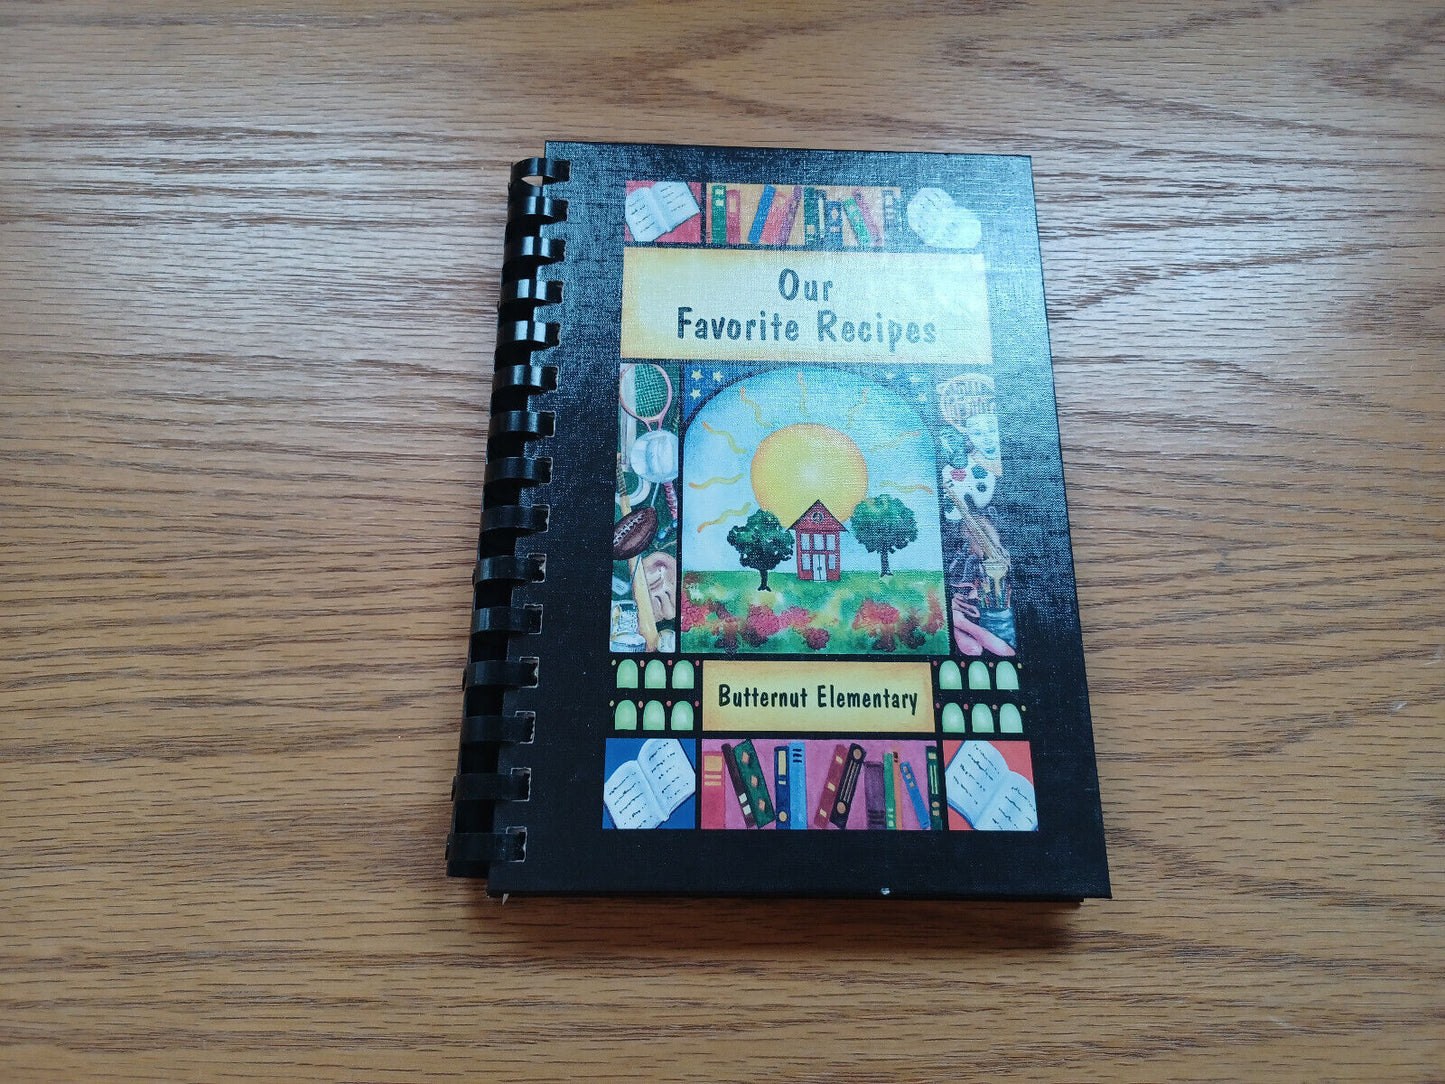 Our
Favorite Recipes
Butternut Elementary